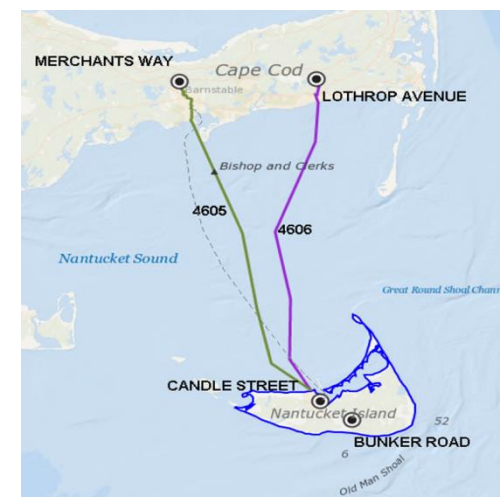 MERCHANTS WAY
Cape Cod
Barnstable
LOTHROP AVENUE
Bishop and Clerks
4605
4606
Nantucket Sound
Great Round Shoal Chann
CANDLE STREET
Nantucket Island
52
BUNKER ROAD
6
Old Man Shoal